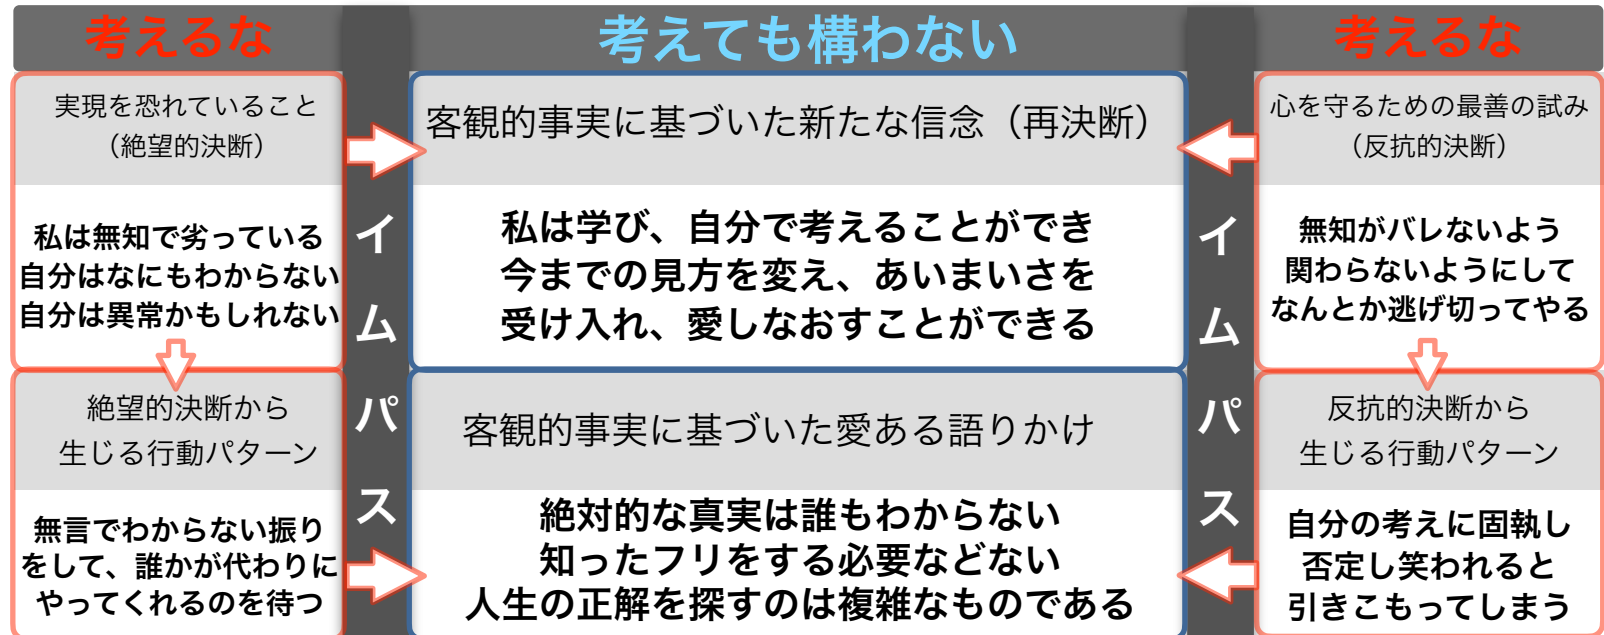 考えるな
考えても構わない
考えるな
実現を恐れていること
（絶望的決断）
客観的事実に基づいた新たな信念（再決断）
心を守るための最善の試み
（反抗的決断）
私は無知で劣っている
自分はなにもわからない
自分は異常かもしれない
イムパス
私は学び、自分で考えることができ
今までの見方を変え、あいまいさを
受け入れ、愛しなおすことができる
イムパス
無知がバレないよう
関わらないようにして
なんとか逃げ切ってやる
絶望的決断から
生じる行動パターン
客観的事実に基づいた愛ある語りかけ
反抗的決断から
生じる行動パターン
無言でわからない振り
をして、誰かが代わりに
やってくれるのを待つ
絶対的な真実は誰もわからない
知ったフリをする必要などない
人生の正解を探すのは複雑なものである
自分の考えに固執し
否定し笑われると
引きこもってしまう